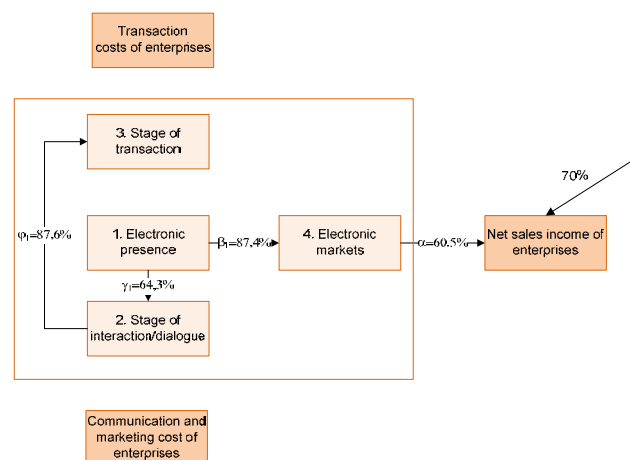 Transaction
costs of enterprises
3. Stage of
transaction
70%
φ1=87,6%
1. Electronic
presence
β1=87,4%
4. Electronic
markets
α=60.5%
Net sales income of
enterprises
γ1=64,3%
2. Stage of
interaction/dialogue
Communication and
marketing cost of
enterprises